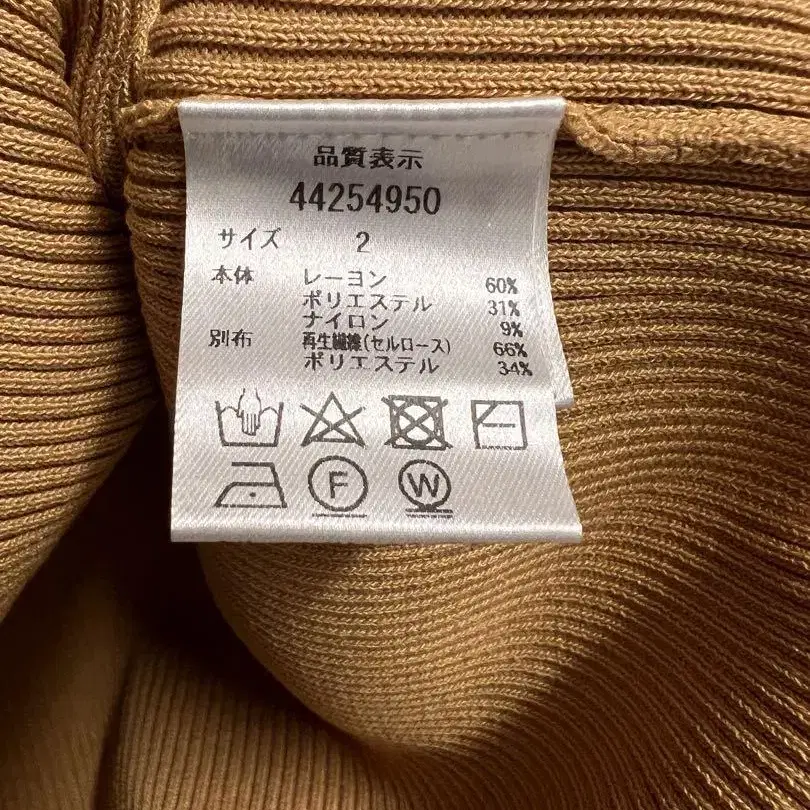 品質表示
44254950
サイズ 2
本体 レーヨン 60%
ポリエステル 31%
ナイロン 9%
別布 再生繊維(セルロース) 66%
ポリエステル 34%
F W